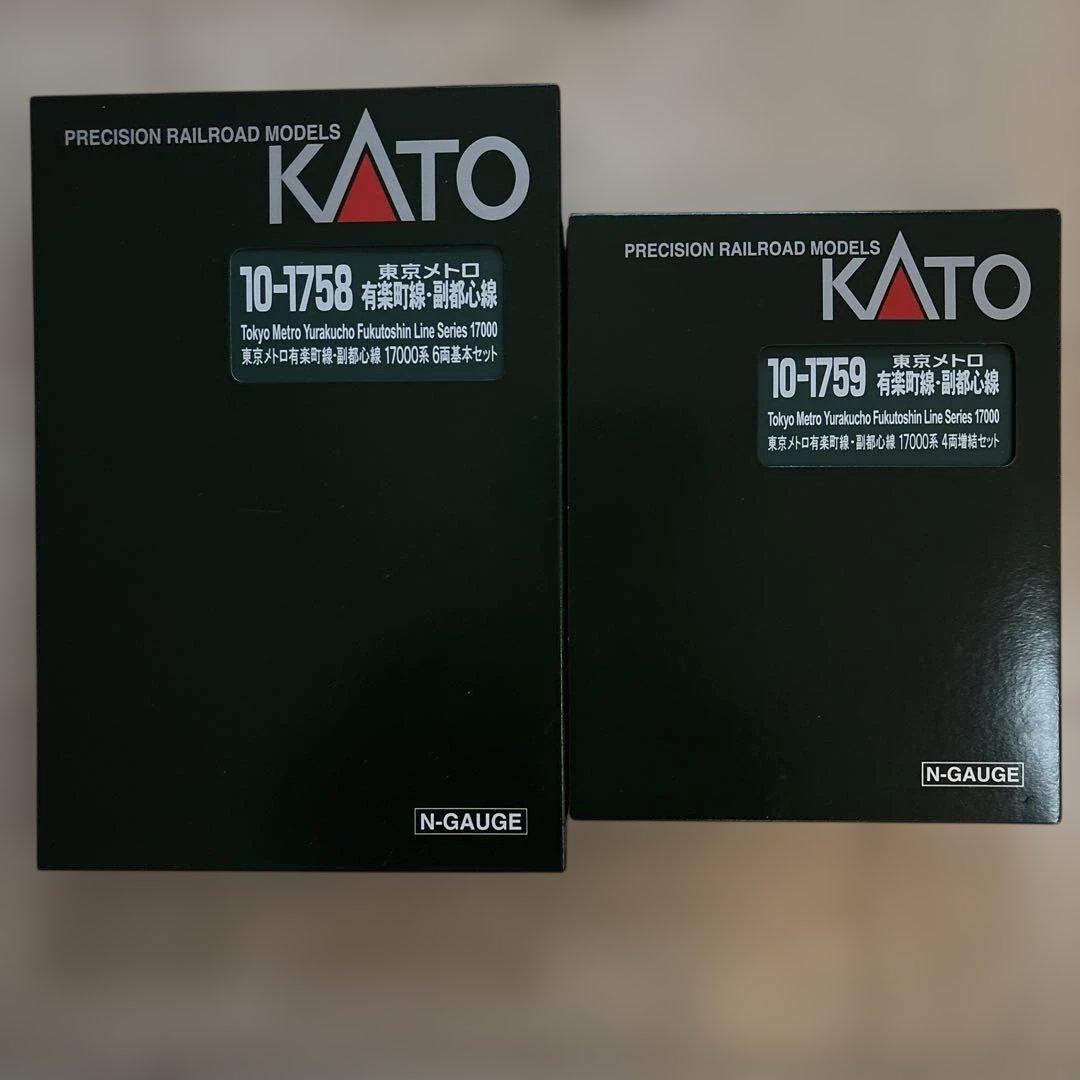 PRECISION RAILROAD MODELS
KATO
10-1758 東京メトロ
有楽町線・副都心線
Tokyo Metro Yurakucho Fukutoshin Line Series 17000
東京メトロ有楽町線・副都心線 17000系 6両基本セット
N-GAUGE
PRECISION RAILROAD MODELS
KATO
10-1759 東京メトロ
有楽町線・副都心線
Tokyo Metro Yurakucho Fukutoshin Line Series 17000
東京メトロ有楽町線・副都心線 17000系 4両増結セット
N-GAUGE